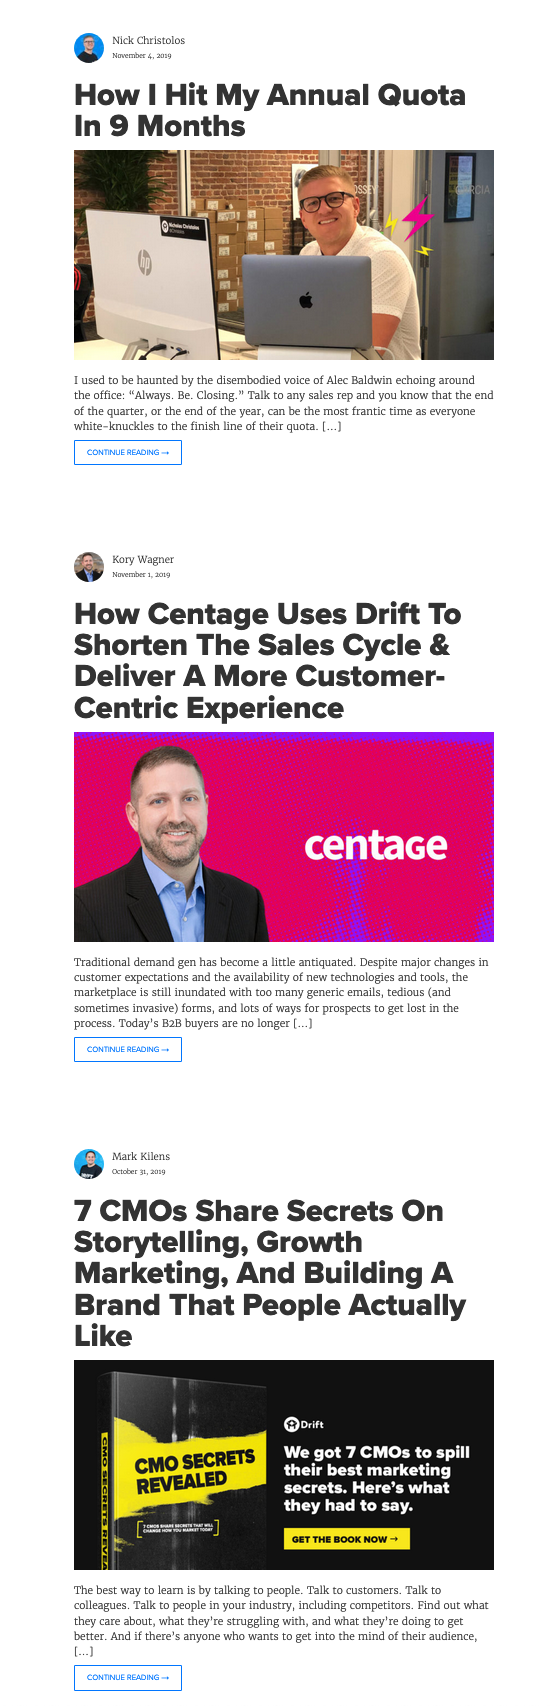 Nick Christolos
November 4, 2019
How I Hit My Annual Quota
In 9 Months
Nicholas Christolos
hp
OSSEY
GARCIA
I used to be haunted by the disembodied voice of Alec Baldwin echoing around
the office: “Always. Be. Closing.” Talk to any sales rep and you know that the end
of the quarter, or the end of the year, can be the most frantic time as everyone
white-knuckles to the finish line of their quota. […]
CONTINUE READING →
Kory Wagner
November 1, 2019
How Centage Uses Drift To
Shorten The Sales Cycle &
Deliver A More Customer-
Centric Experience
centage
Traditional demand gen has become a little antiquated. Despite major changes in
customer expectations and the availability of new technologies and tools, the
marketplace is still inundated with too many generic emails, tedious (and
sometimes invasive) forms, and lots of ways for prospects to get lost in the
process. Today’s B2B buyers are no longer […]
CONTINUE READING →
Mark Kilens
October 31, 2019
7 CMOs Share Secrets On
Storytelling, Growth
Marketing, And Building A
Brand That People Actually
Like
CMO SECRETS REVEA
CMO SECRETS
REVEALED
7 CMOS SHARE SECRETS THAT WILL
CHANGE HOW YOU MARKET TODAY
Drift
We got 7 CMOs to spill
their best marketing
secrets. Here’s what
they had to say.
GET THE BOOK NOW →
The best way to learn is by talking to people. Talk to customers. Talk to
colleagues. Talk to people in your industry, including competitors. Find out what
they care about, what they’re struggling with, and what they’re doing to get
better. And if there’s anyone who wants to get into the mind of their audience,
[…]
CONTINUE READING →